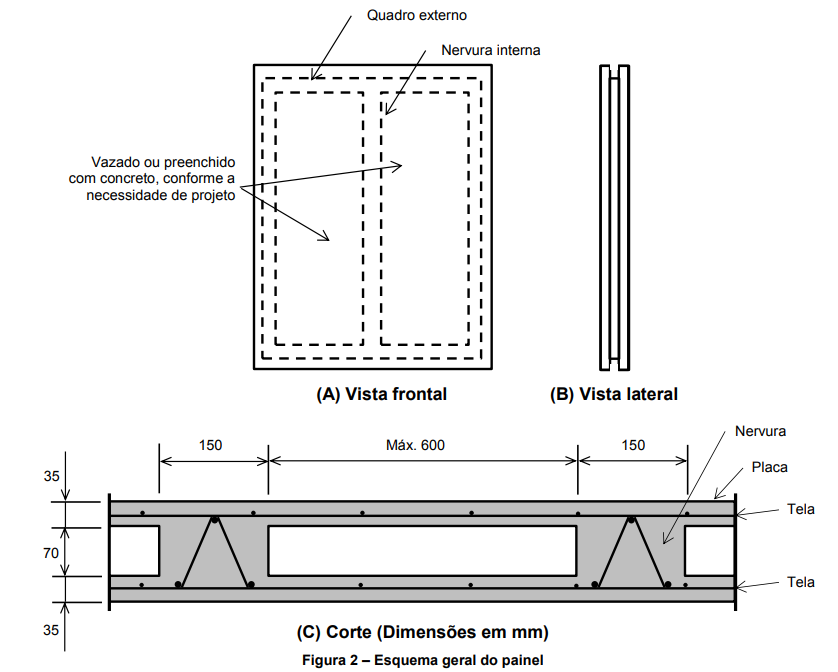 Quadro externo
Nervura interna
Vazado ou preenchido
com concreto, conforme a
necessidade de projeto
(A) Vista frontal
(B) Vista lateral
150
Máx. 600
150
Nervura
Placa
35
Tela
70
Tela
35
(C) Corte (Dimensões em mm)
Figura 2 – Esquema geral do painel